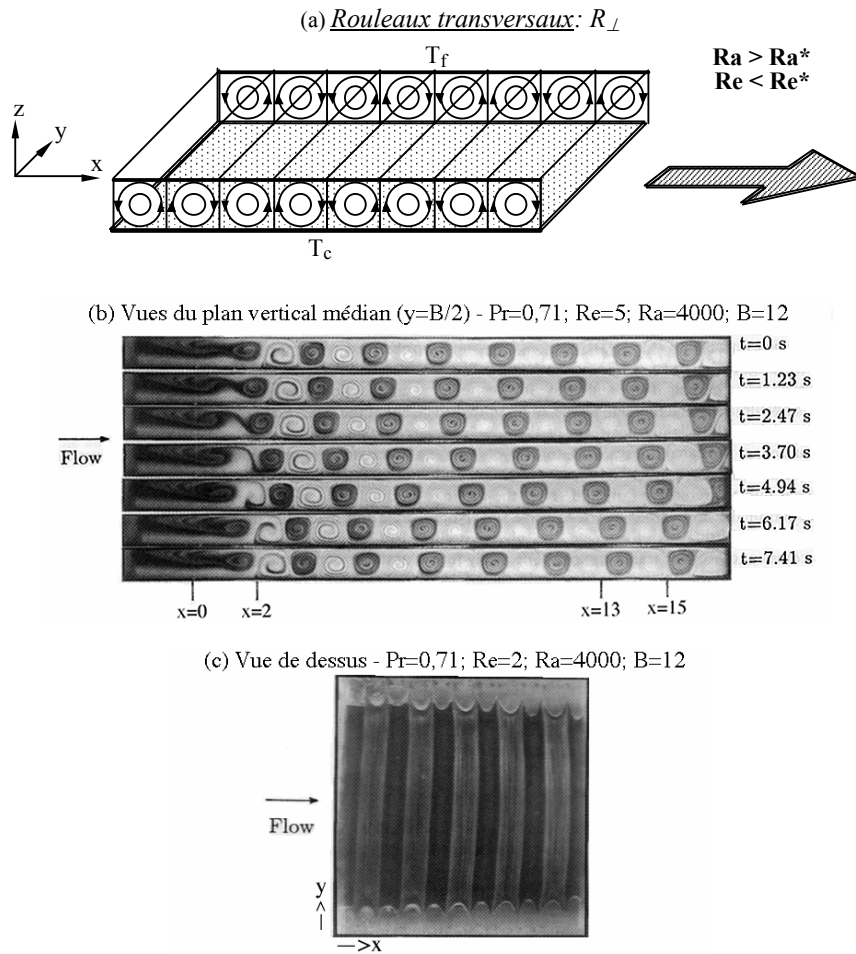 (a) Rouleaux transversaux: R⊥
T_f
Ra > Ra*
Re < Re*
z
y
x
T_c
(b) Vues du plan vertical médian (y=B/2) - Pr=0,71; Re=5; Ra=4000; B=12
t=0 s
t=1.23 s
t=2.47 s
Flow
t=3.70 s
t=4.94 s
t=6.17 s
t=7.41 s
x=0
x=2
x=13
x=15
(c) Vue de dessus - Pr=0,71; Re=2; Ra=4000; B=12
Flow
y
—>x